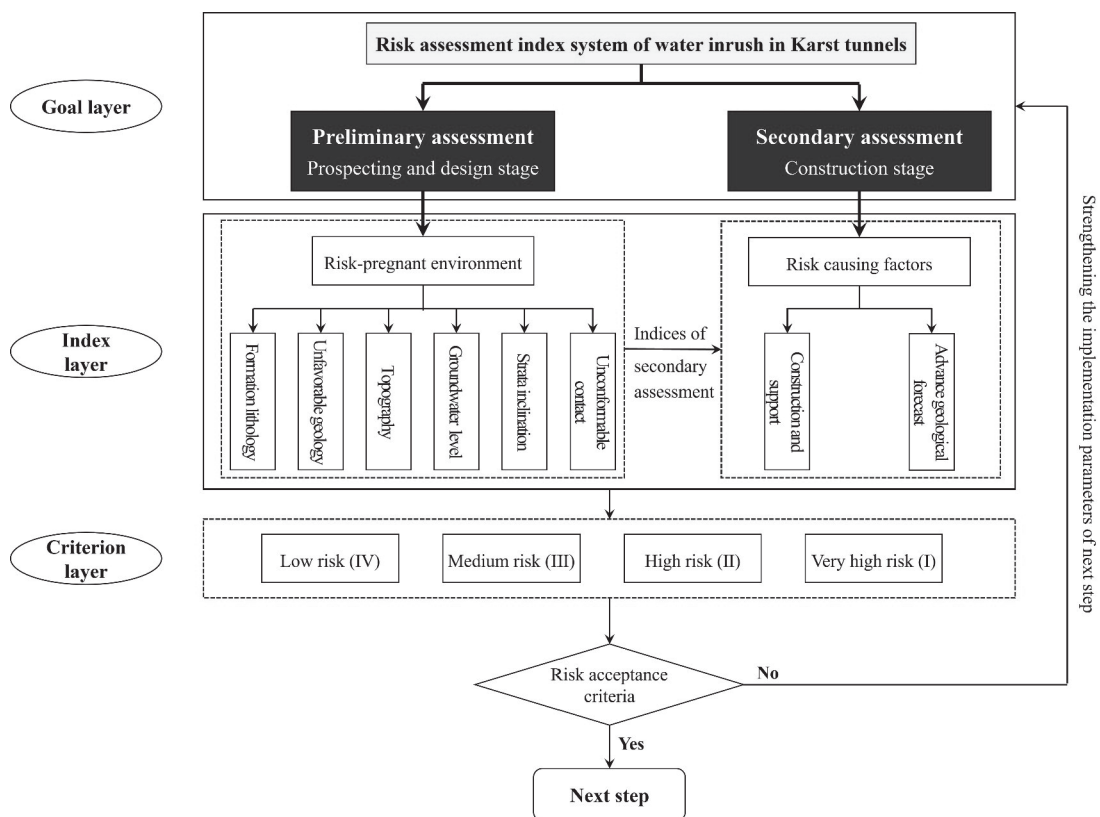 Risk assessment index system of water inrush in Karst tunnels
Goal layer
Preliminary assessment
Prospecting and design stage
Secondary assessment
Construction stage
Risk-pregnant environment
Risk causing factors
Index
layer
Formation lithology
Unfavorable geology
Topography
Groundwater level
Strata inclination
Unconformable
contact
Indices of
secondary
assessment
Construction and
support
Advance geological
forecast
Strengthening the implementation parameters of next step
Criterion
layer
Low risk (IV)
Medium risk (III)
High risk (II)
Very high risk (I)
Risk acceptance
criteria
No
Yes
Next step